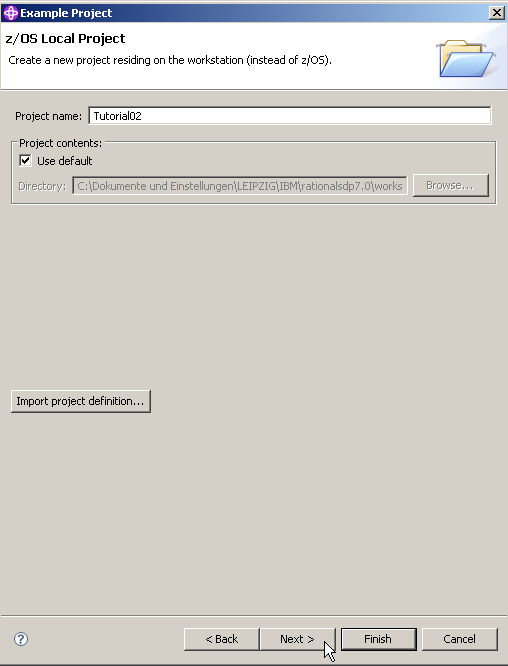 Example Project
z/OS Local Project
Create a new project residing on the workstation (instead of z/OS).
Project name: Tutorial02
Project contents:
Use default
Directory: C:\Dokumente und Einstellungen\LEIPZIG\IBM\rationalsdp7.0\works Browse...
Import project definition...
? < Back Next > Finish Cancel